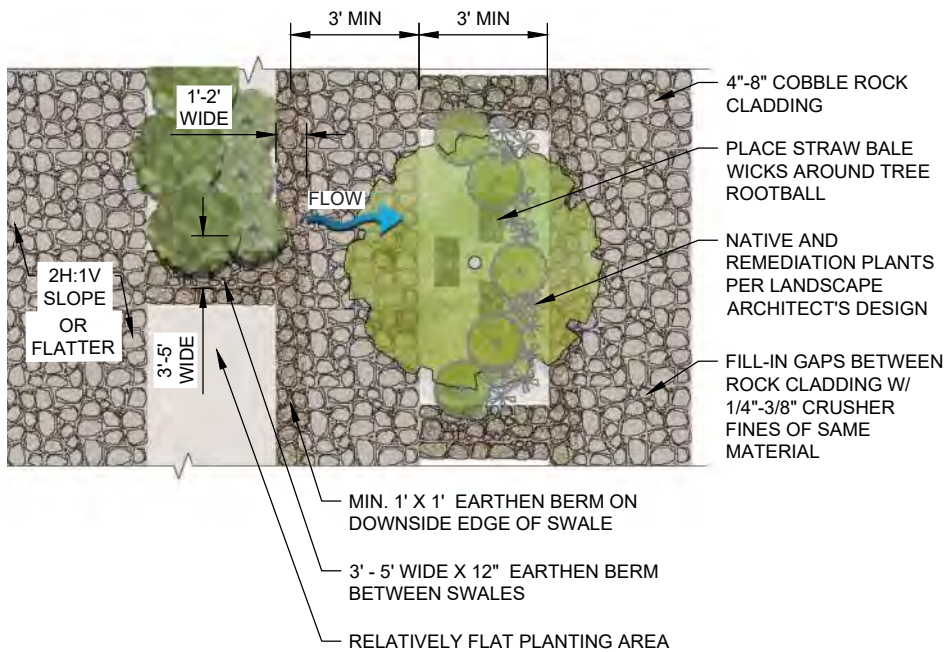 3' MIN
3' MIN
1'-2'
WIDE
FLOW
2H:1V
SLOPE
OR
FLATTER
3'-5'
WIDE
4"-8" COBBLE ROCK
CLADDING
PLACE STRAW BALE
WICKS AROUND TREE
ROOTBALL
NATIVE AND
REMEDIATION PLANTS
PER LANDSCAPE
ARCHITECT'S DESIGN
FILL-IN GAPS BETWEEN
ROCK CLADDING W/
1/4"-3/8" CRUSHER
FINES OF SAME
MATERIAL
MIN. 1' X 1' EARTHEN BERM ON
DOWNSIDE EDGE OF SWALE
3' - 5' WIDE X 12" EARTHEN BERM
BETWEEN SWALES
RELATIVELY FLAT PLANTING AREA